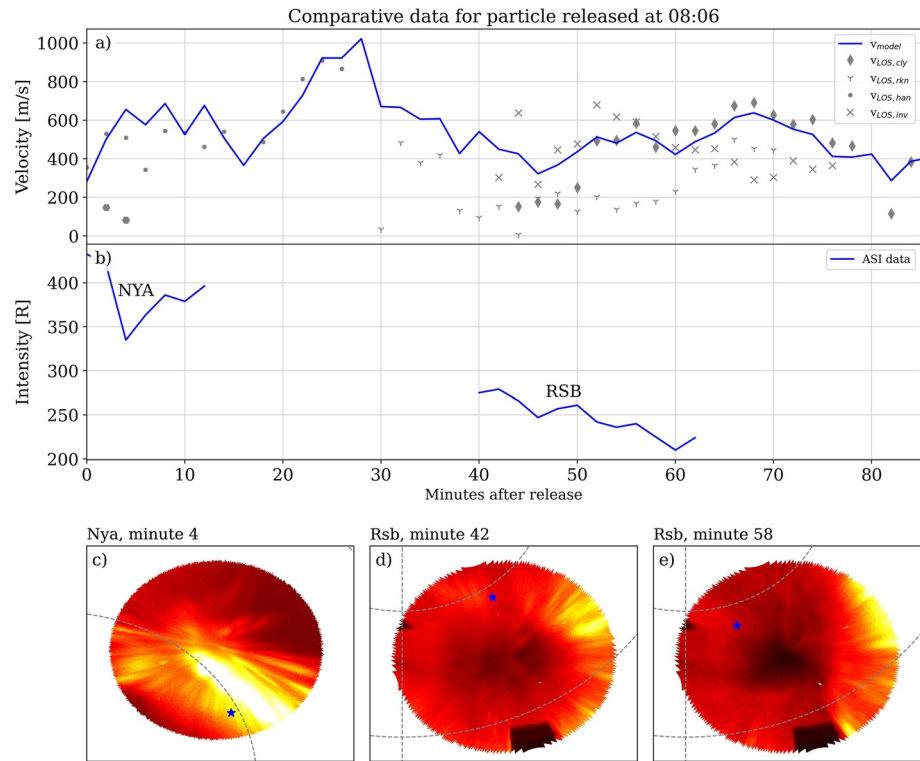 Comparative data for particle released at 08:06
a)
v_model
v_LOS,cly
v_LOS,rkn
v_LOS,han
v_LOS,inv
Velocity [m/s]
1000
800
600
400
200
0
b)
ASI data
NYA
RSB
Intensity [R]
400
350
300
250
200
0 10 20 30 40 50 60 70 80
Minutes after release
Nya, minute 4
Rsb, minute 42
Rsb, minute 58
c)
d)
e)